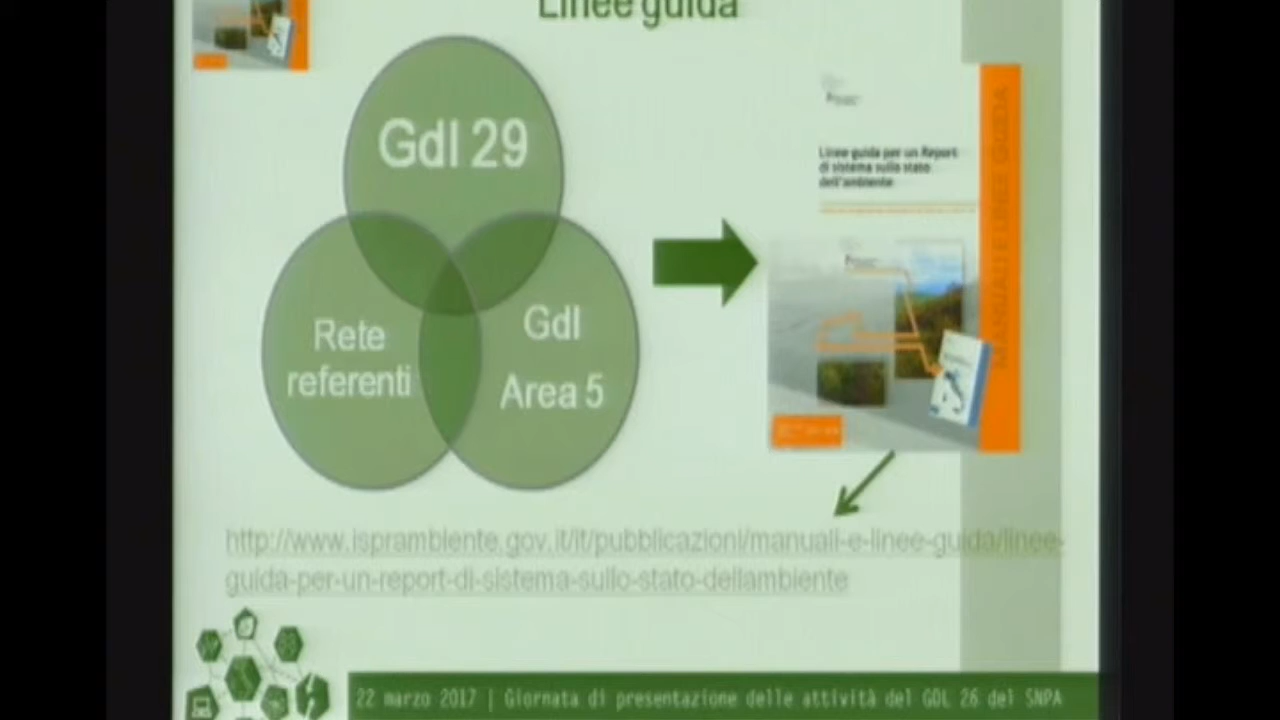 Linee guida
Gdl 29
Rete
referenti
Gdl
Area 5
Linee guida per un Report
di sistema sullo stato
dell'ambiente
MANUALI E LINEE GUIDA
http://www.isprambiente.gov.it/it/pubblicazioni/manuali-e-linee-guida/linee-
guida-per-un-report-di-sistema-sullo-stato-dellambiente
22 marzo 2017 | Giornata di presentazione delle attività del GDL 26 del SNPA